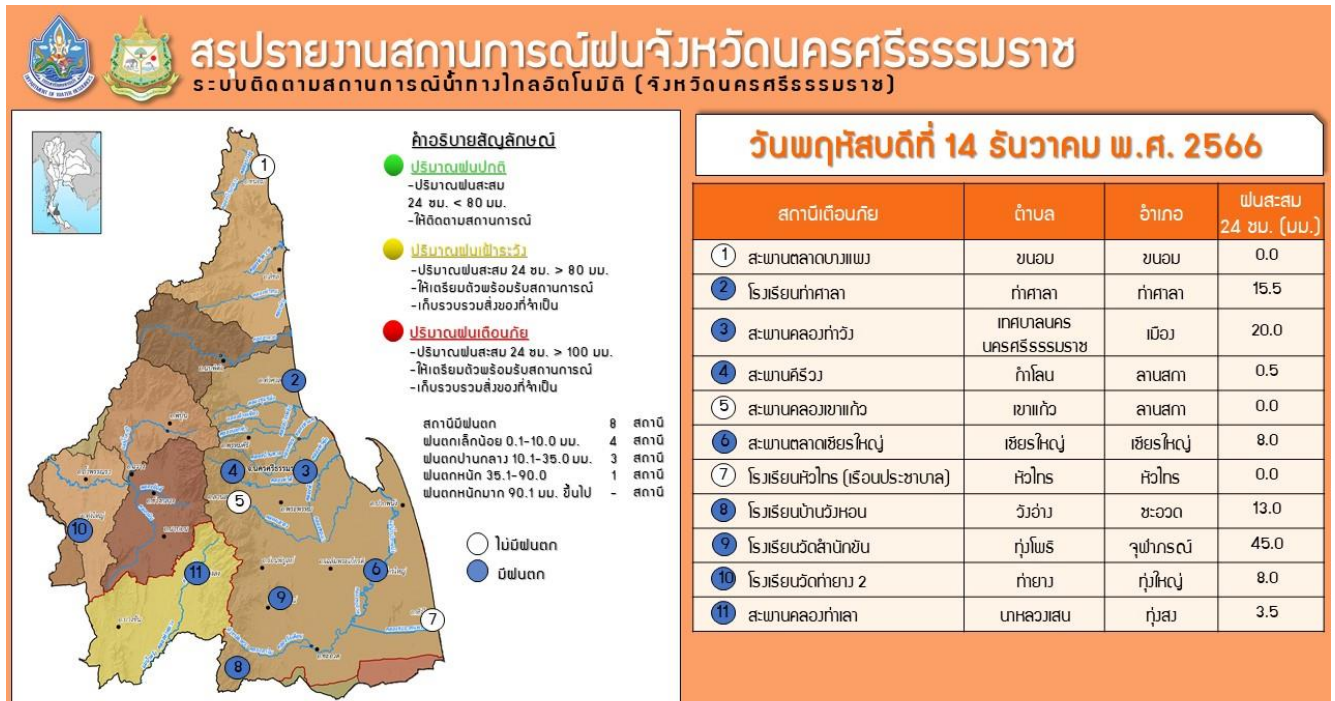 สรุปรายงานสถานการณ์ฝนจังหวัดนครศรีธรรมราช
ระบบติดตามสถานการณ์น้ำทางไกลอัตโนมัติ (จังหวัดนครศรีธรรมราช)
คำอธิบายสัญลักษณ์
ปริมาณฝนปกติ
-ปริมาณฝนสะสม
24 ชม. < 80 มม.
-ให้ติดตามสถานการณ์
ปริมาณฝนเฝ้าระวัง
-ปริมาณฝนสะสม 24 ชม. > 80 มม.
-ให้เตรียมตัวพร้อมรับสถานการณ์
-เก็บรวบรวมสิ่งของที่จำเป็น
ปริมาณฝนเตือนภัย
-ปริมาณฝนสะสม 24 ชม. > 100 มม.
-ให้เตรียมตัวพร้อมรับสถานการณ์
-เก็บรวบรวมสิ่งของที่จำเป็น
สถานีมีฝนตก 8 สถานี
ฝนตกเล็กน้อย 0.1-10.0 มม. 4 สถานี
ฝนตกปานกลาง 10.1-35.0 มม. 3 สถานี
ฝนตกหนัก 35.1-90.0 1 สถานี
ฝนตกหนักมาก 90.1 มม. ขึ้นไป - สถานี
ไม่มีฝนตก
มีฝนตก
1
2
4
3
5
10
11
6
9
7
8
วันพฤหัสบดีที่ 14 ธันวาคม พ.ศ. 2566
สถานีเตือนภัย ตำบล อำเภอ ฝนสะสม
24 ชม. (มม.)
1 สะพานตลาดบางแพง ขนอม ขนอม 0.0
2 โรงเรียนท่าศาลา ท่าศาลา ท่าศาลา 15.5
3 สะพานคลองท่าวัง เทศบาลนคร
นครศรีธรรมราช เมือง 20.0
4 สะพานคีรีวง กำโลน ลานสกา 0.5
5 สะพานคลองเขาแก้ว เขาแก้ว ลานสกา 0.0
6 สะพานตลาดเชียรใหญ่ เชียรใหญ่ เชียรใหญ่ 8.0
7 โรงเรียนหัวไทร (เรือนประชาบาล) หัวไทร หัวไทร 0.0
8 โรงเรียนบ้านวังหอน วังอ่าง ชะอวด 13.0
9 โรงเรียนวัดสำนักขัน ทุ่งโพธิ จุฬาภรณ์ 45.0
10 โรงเรียนวัดท่ายาง 2 ท่ายาง ทุ่งใหญ่ 8.0
11 สะพานคลองท่าเลา นาหลวงเสน ทุ่งสง 3.5